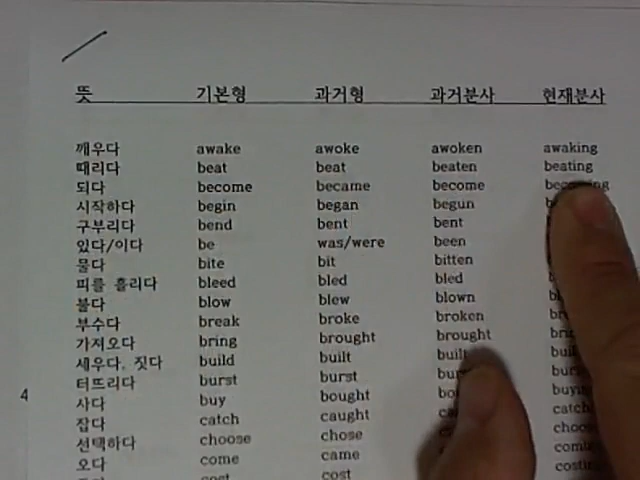 뜻 기본형 과거형 과거분사 현재분사
깨우다 awake awoke awoken awaking
때리다 beat beat beaten beating
되다 become became become
시작하다 begin began begun
구부리다 bend bent bent
있다/이다 be was/were been
물다 bite bit bitten
피를 흘리다 bleed bled bled
불다 blow blew blown
부수다 break broke broken
가져오다 bring brought brought
세우다, 짓다 build built built
터뜨리다 burst burst
4
사다 buy bought
잡다 catch caught
선택하다 choose chose
오다 come came
cost cost